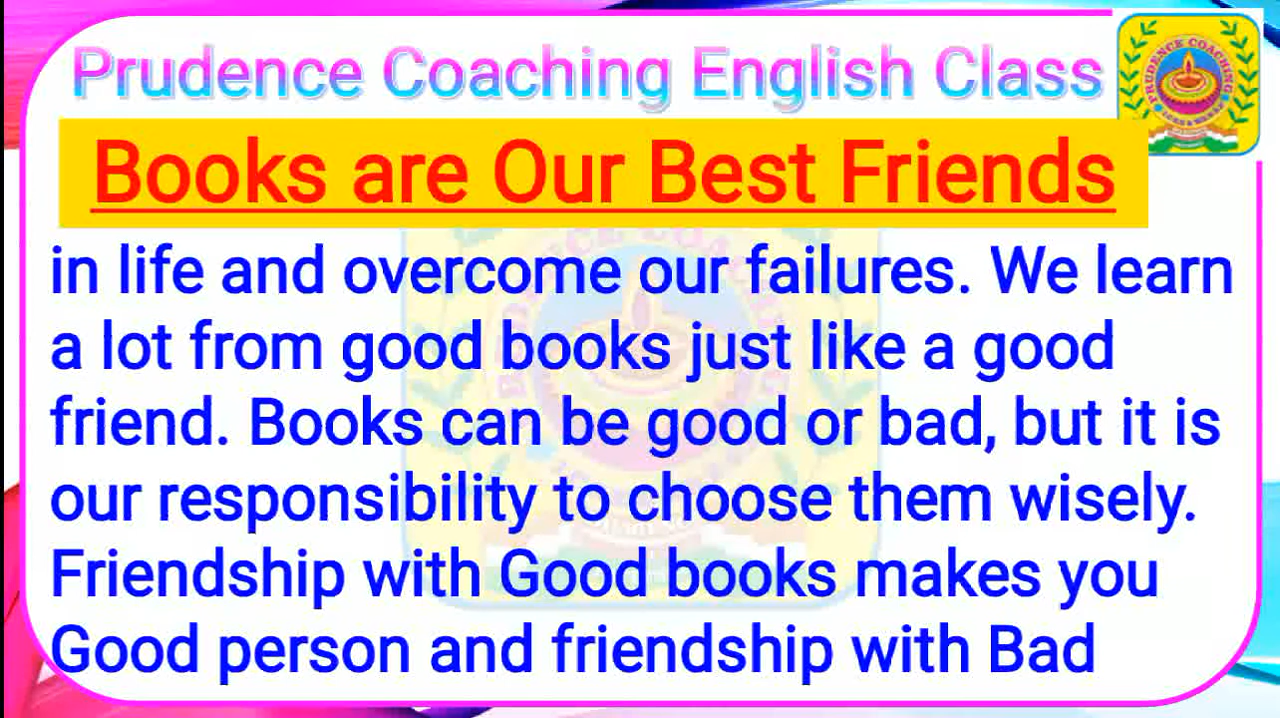 Prudence Coaching English Class
PRUDENCE COACHING
Books are Our Best Friends
in life and overcome our failures. We learn
a lot from good books just like a good
friend. Books can be good or bad, but it is
our responsibility to choose them wisely.
Friendship with Good books makes you
Good person and friendship with Bad